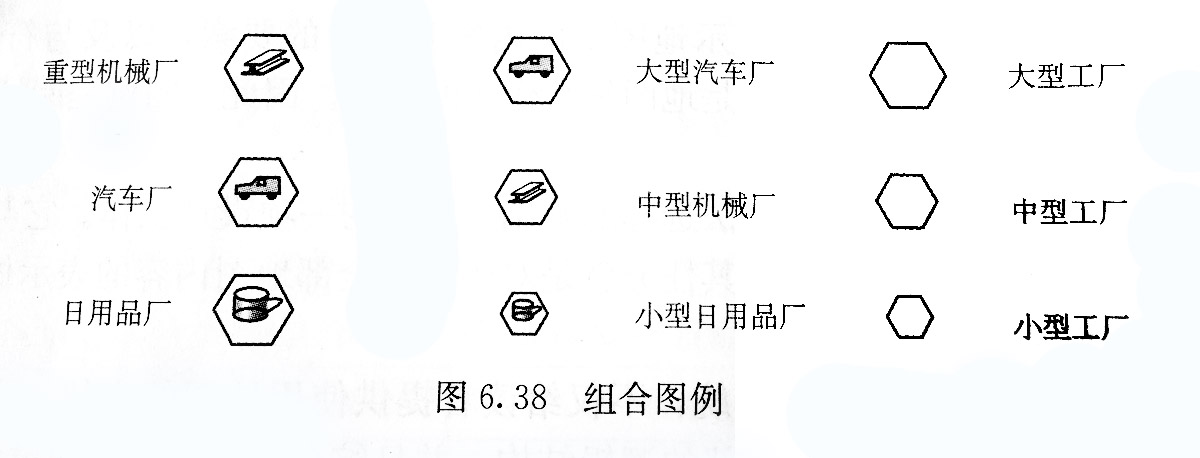 重型机械厂 大型汽车厂 大型工厂
汽车厂 中型机械厂 中型工厂
日用品厂 小型日用品厂 小型工厂
图 6.38 组合图例